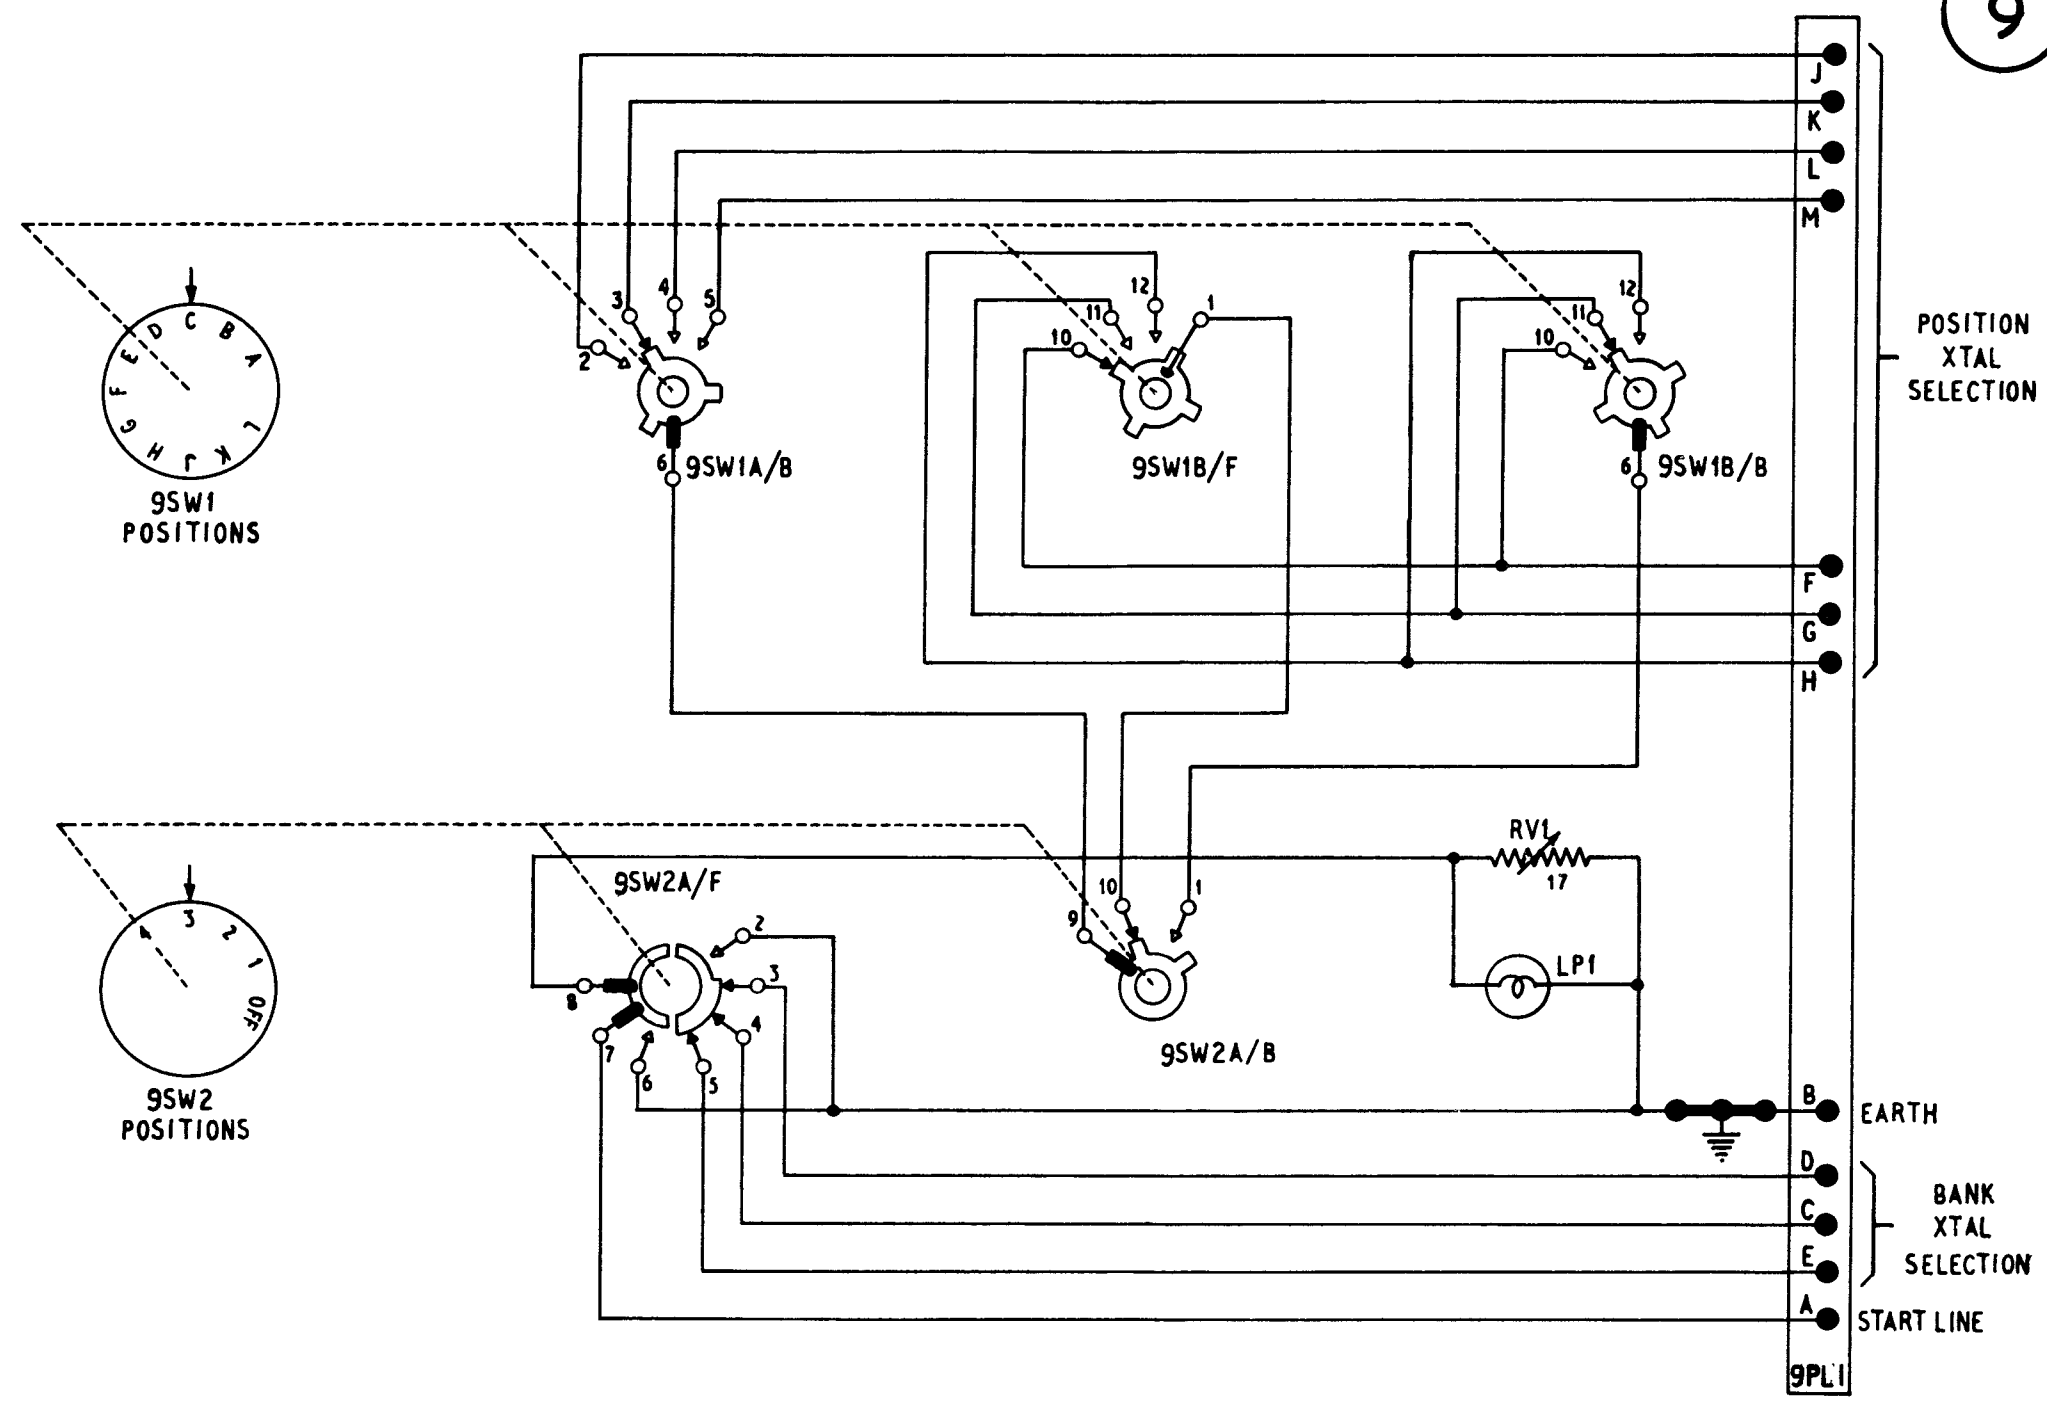 9
J
K
L
M
POSITION
XTAL
SELECTION
C
B
A
D
E
F
G
H
J
K
L
9SW1
POSITIONS
2
3
4
5
6
9SW1A/B
10
11
12
1
9SW1B/F
10
11
12
6
9SW1B/B
F
G
H
4
3
2
1
OFF
9SW2
POSITIONS
9SW2A/F
2
3
4
5
6
7
8
9
10
1
9SW2A/B
RV1
17
LP1
B
EARTH
D
C
E
BANK
XTAL
SELECTION
A
START LINE
9PL1